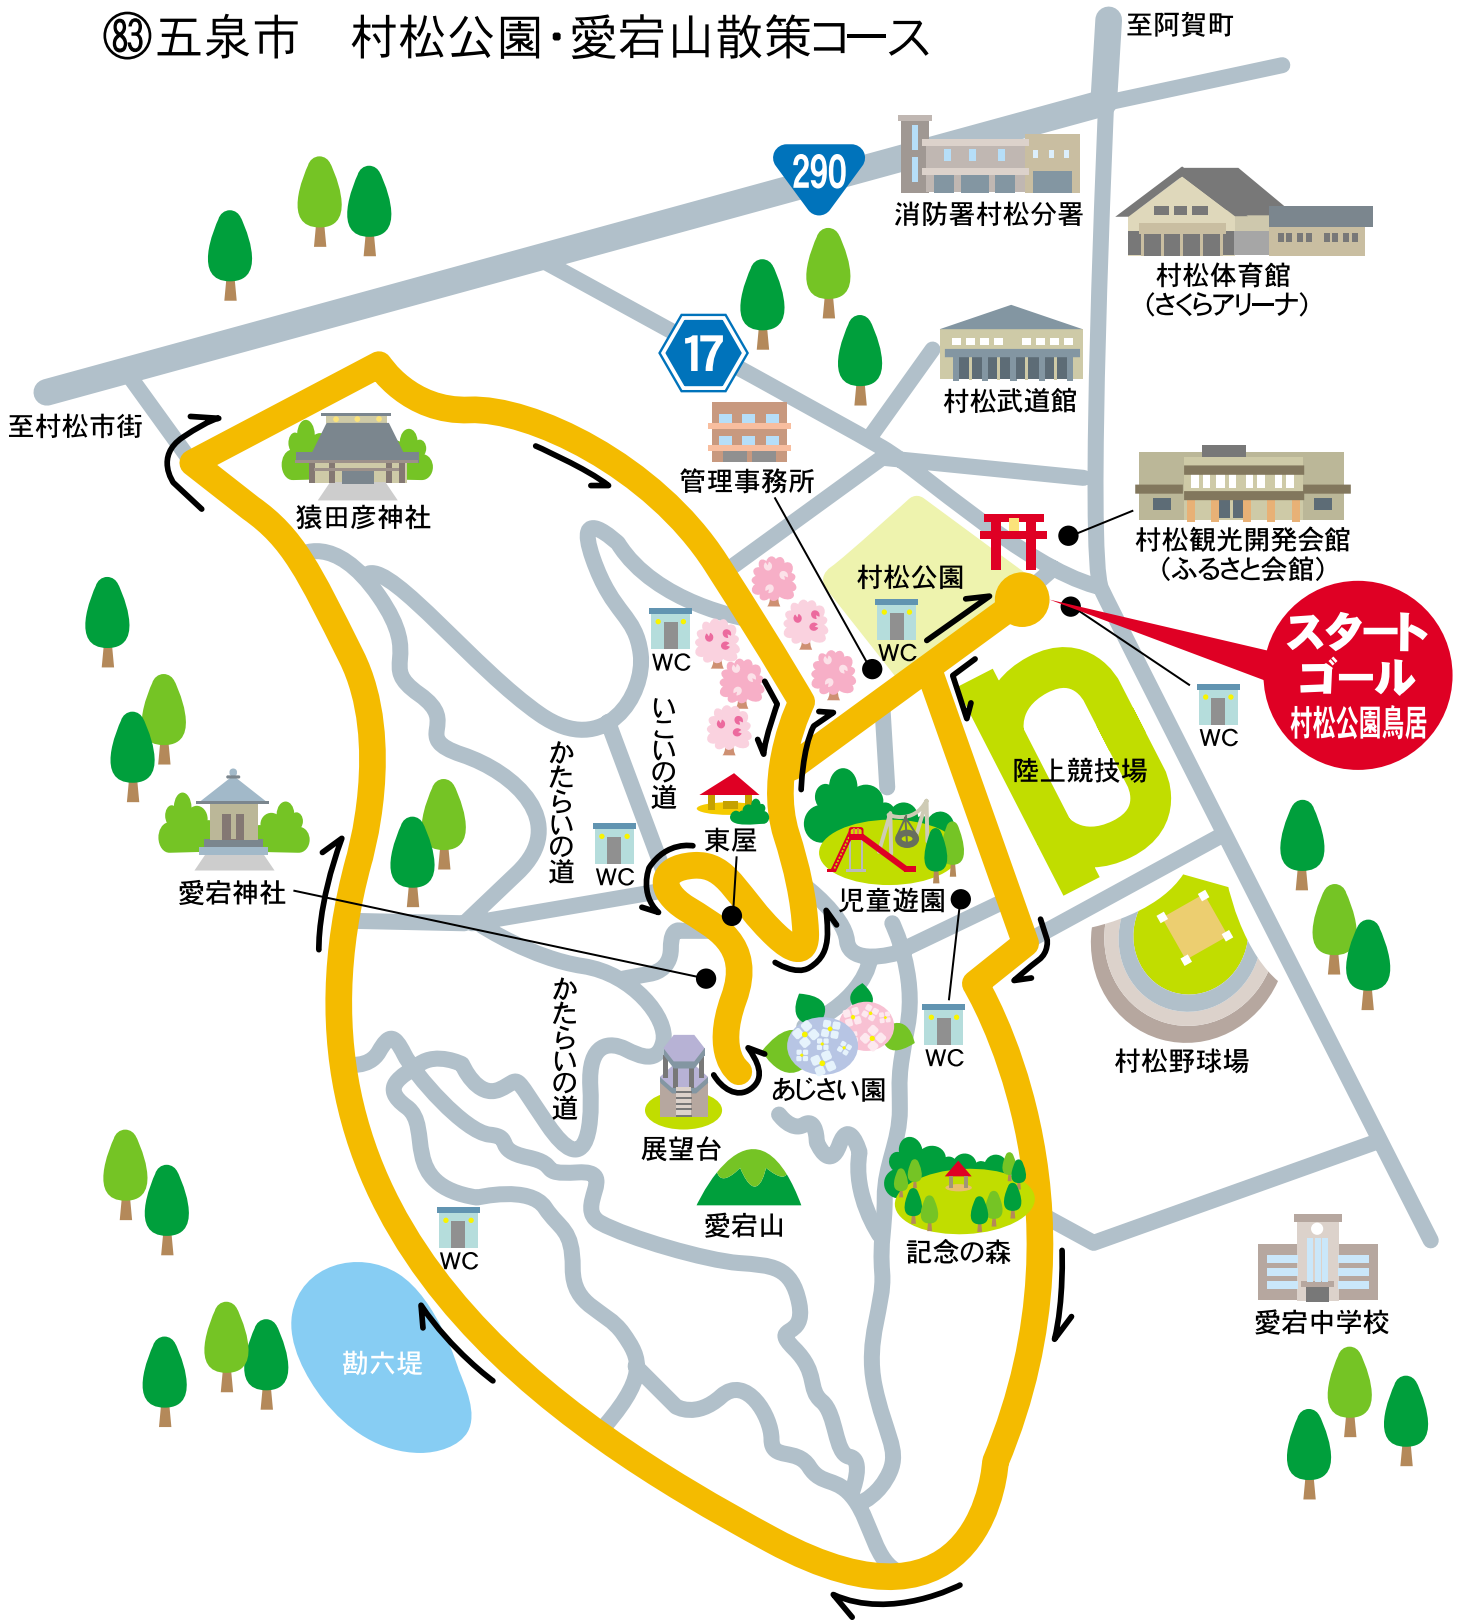 83五泉市　村松公園・愛宕山散策コース
至阿賀町
290
消防署村松分署
村松体育館
（さくらアリーナ）
17
村松武道館
至村松市街
管理事務所
猿田彦神社
村松観光開発会館
（ふるさと会館）
村松公園
WC
スタート
ゴール
村松公園鳥居
WC
WC
いこいの道
かたらいの道
陸上競技場
東屋
WC
愛宕神社
児童遊園
かたらいの道
WC
村松野球場
あじさい園
展望台
愛宕山
記念の森
WC
愛宕中学校
勘六堤